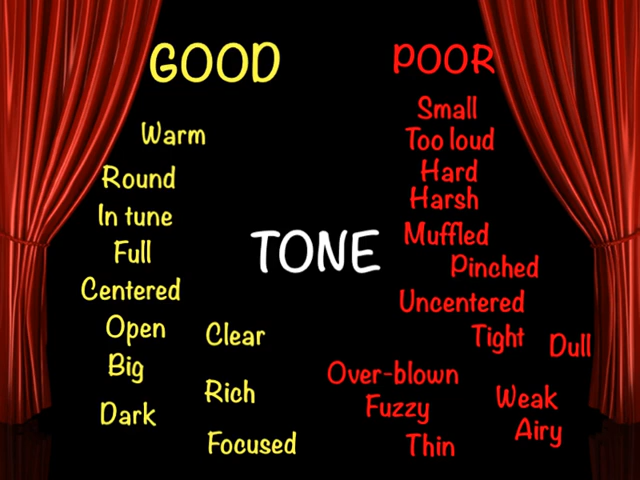 GOOD
POOR
Warm
Round
In tune
Full
Centered
Open
Big
Dark
Clear
Rich
Focused
TONE
Small
Too loud
Hard
Harsh
Muffled
Pinched
Uncentered
Tight
Dull
Over-blown
Fuzzy
Thin
Weak
Airy